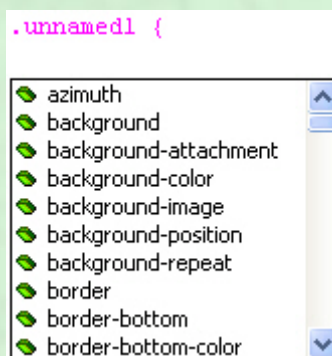 .unnamed1 {
azimuth
background
background-attachment
background-color
background-image
background-position
background-repeat
border
border-bottom
border-bottom-color